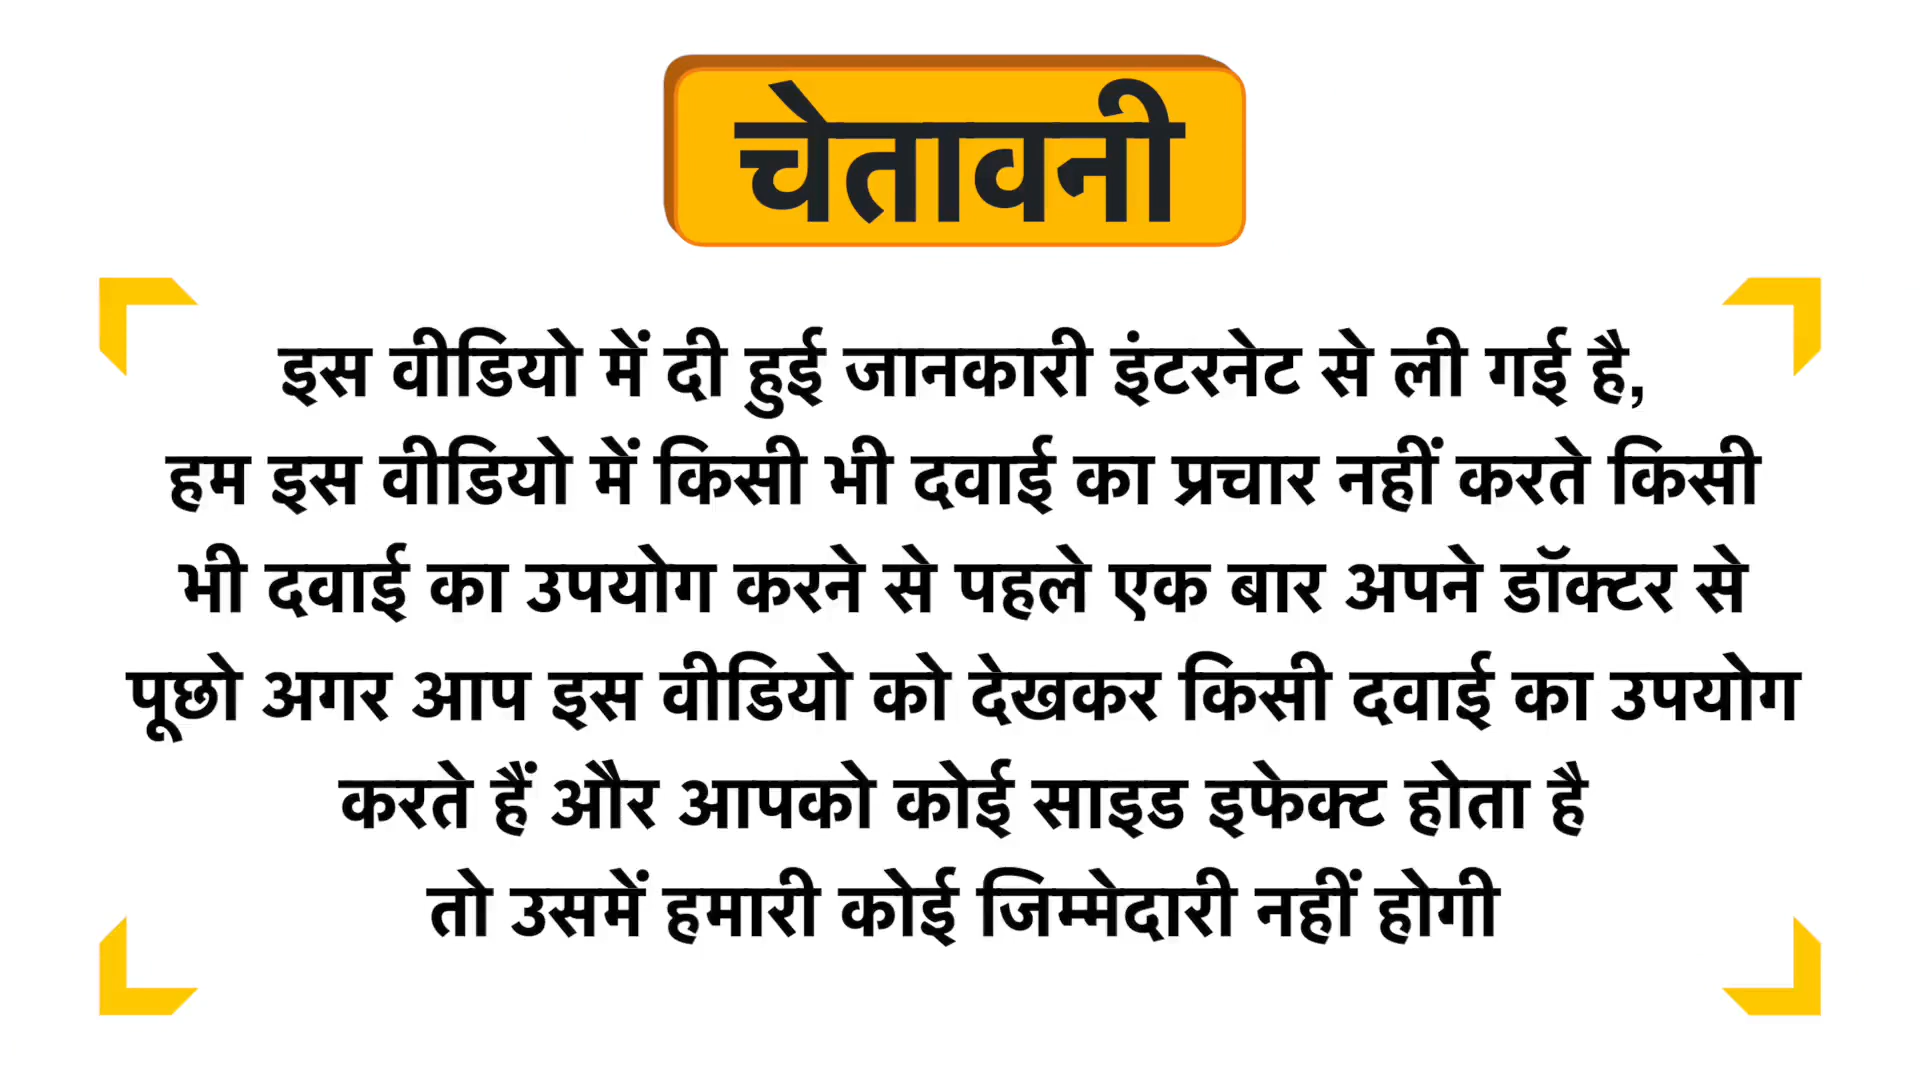 चेतावनी
इस वीडियो में दी हुई जानकारी इंटरनेट से ली गई है,
हम इस वीडियो में किसी भी दवाई का प्रचार नहीं करते किसी
भी दवाई का उपयोग करने से पहले एक बार अपने डॉक्टर से
पूछो अगर आप इस वीडियो को देखकर किसी दवाई का उपयोग
करते हैं और आपको कोई साइड इफेक्ट होता है
तो उसमें हमारी कोई जिम्मेदारी नहीं होगी